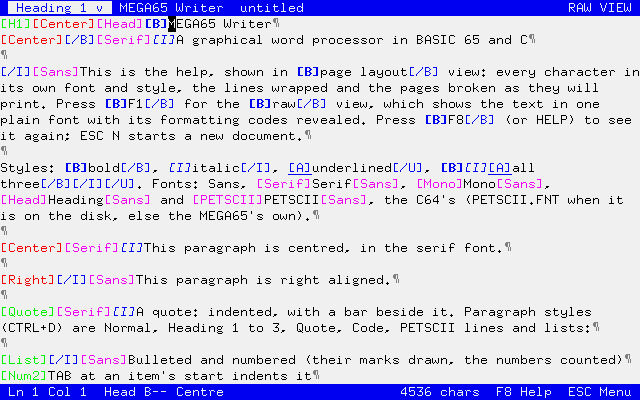 Heading 1 v MEGA65 Writer untitled RAW VIEW
[H1][Center][Head][B]MEGA65 Writer¶
[Center][/B][Serif][I]A graphical word processor in BASIC 65 and C¶
¶
[/I][Sans]This is the help, shown in [B]page layout[/B] view: every character in
its own font and style, the lines wrapped and the pages broken as they will
print. Press [B]F1[/B] for the [B]raw[/B] view, which shows the text in one
plain font with its formatting codes revealed. Press [B]F8[/B] (or HELP) to see
it again; ESC N starts a new document.¶
¶
Styles: [B]bold[/B], [I]italic[/I], [A]underlined[/U], [B][I][A]all
three[/B][/I][/U]. Fonts: Sans, [Serif]Serif[Sans], [Mono]Mono[Sans],
[Head]Heading[Sans] and [PETSCII]PETSCII[Sans], the C64's (PETSCII.FNT when it
is on the disk, else the MEGA65's own).¶
¶
[Center][Serif][I]This paragraph is centred, in the serif font.¶
¶
[Right][/I][Sans]This paragraph is right aligned.¶
¶
[Quote][Serif][I]A quote: indented, with a bar beside it. Paragraph styles
(CTRL+D) are Normal, Heading 1 to 3, Quote, Code, PETSCII lines and lists:¶
¶
[List][/I][Sans]Bulleted and numbered (their marks drawn, the numbers counted)¶
[Num2]TAB at an item's start indents it¶
Ln 1 Col 1 Head B-- Centre 4536 chars F8 Help ESC Menu